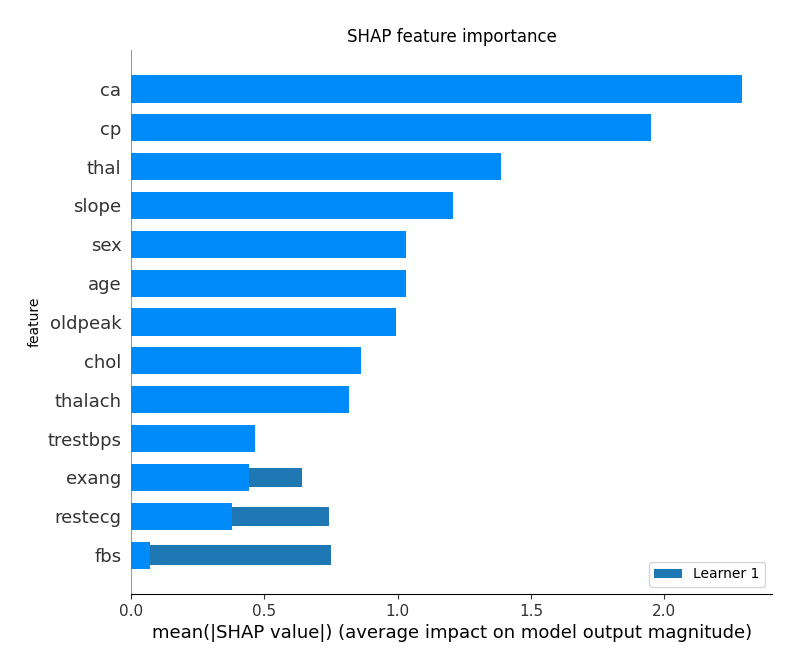 SHAP feature importance
ca
cp
thal
slope
sex
age
oldpeak
chol
thalach
trestbps
exang
restecg
fbs
feature
Learner 1
0.0 0.5 1.0 1.5 2.0
mean(|SHAP value|) (average impact on model output magnitude)